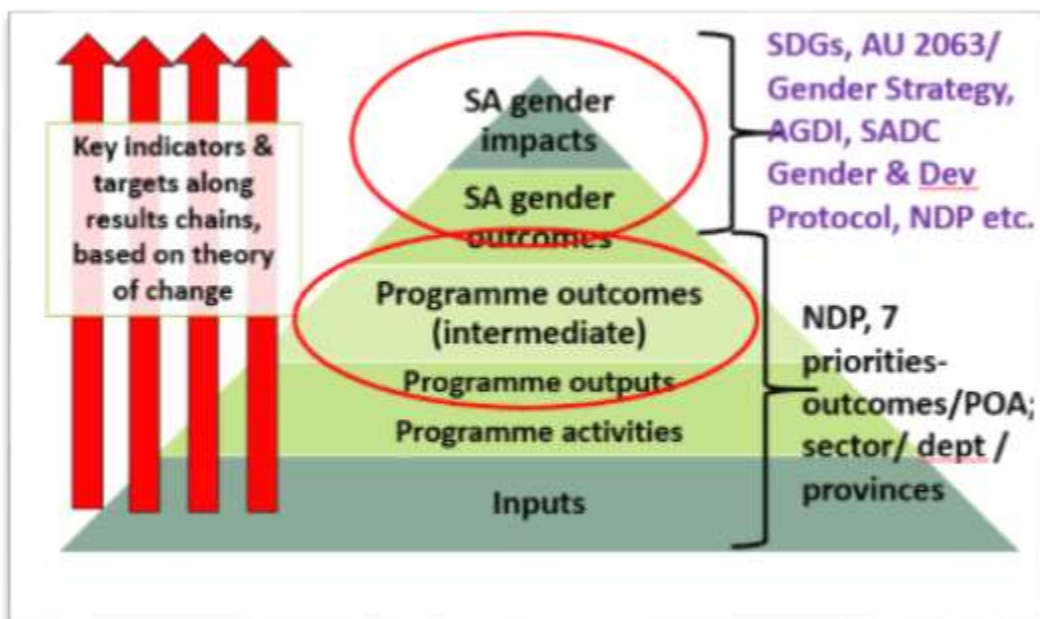 Key indicators &
targets along
results chains,
based on theory
of change
SA gender
impacts
SA gender
outcomes
Programme outcomes
(intermediate)
Programme outputs
Programme activities
Inputs
SDGs, AU 2063/
Gender Strategy,
AGDI, SADC
Gender & Dev
Protocol, NDP etc.
NDP, 7
priorities-
outcomes/POA;
sector/ dept /
provinces